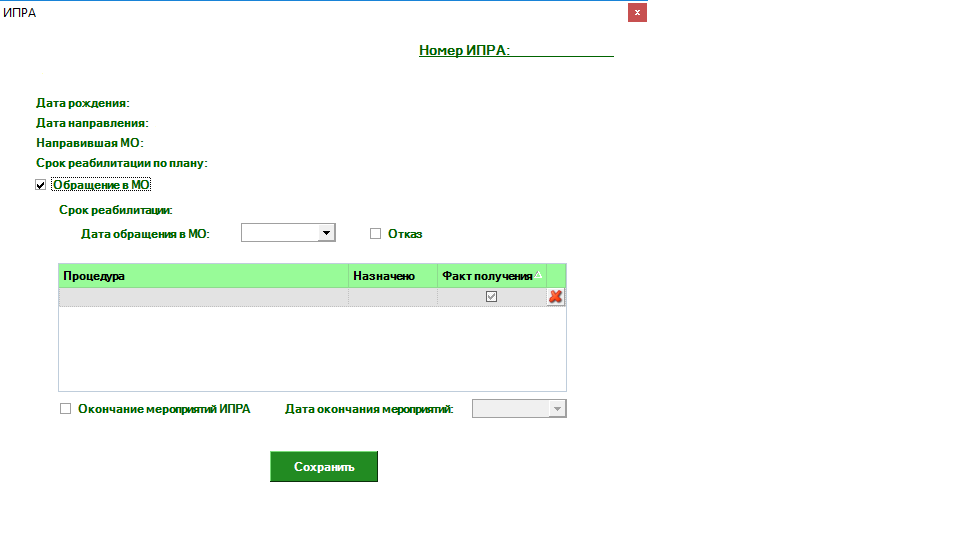 ИПРА
x
Номер ИПРА:
Дата рождения:
Дата направления:
Направившая МО:
Срок реабилитации по плану:
Обращение в МО
Срок реабилитации:
Дата обращения в МО: Отказ
Процедура Назначено Факт получения
Окончание мероприятий ИПРА Дата окончания мероприятий:
Сохранить